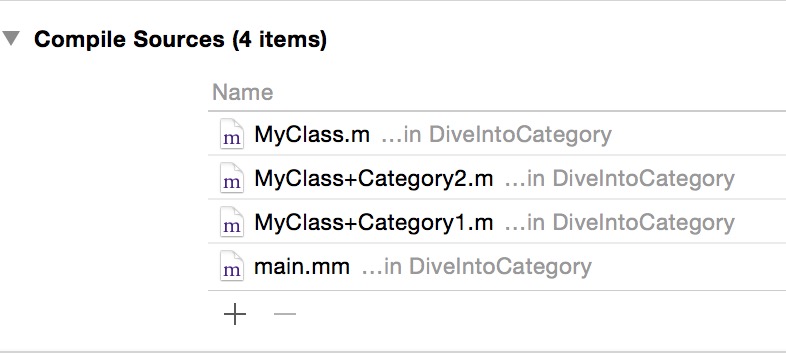 Compile Sources (4 items)
Name
m MyClass.m ...in DiveIntoCategory
m MyClass+Category2.m ...in DiveIntoCategory
m MyClass+Category1.m ...in DiveIntoCategory
m main.mm ...in DiveIntoCategory